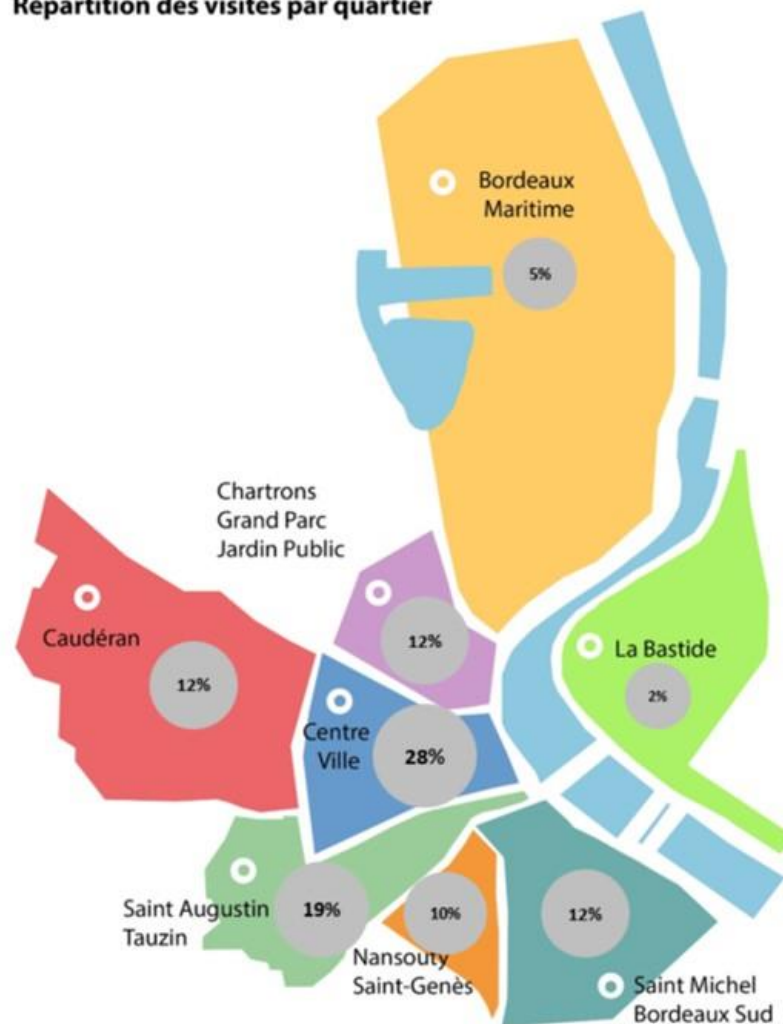 Répartition des visites par quartier
Bordeaux
Maritime
5%
Chartrons
Grand Parc
Jardin Public
12%
Caudéran
12%
La Bastide
2%
Centre
Ville
28%
Saint Augustin
Tauzin
19%
10%
Nansouty
Saint-Genès
12%
Saint Michel
Bordeaux Sud